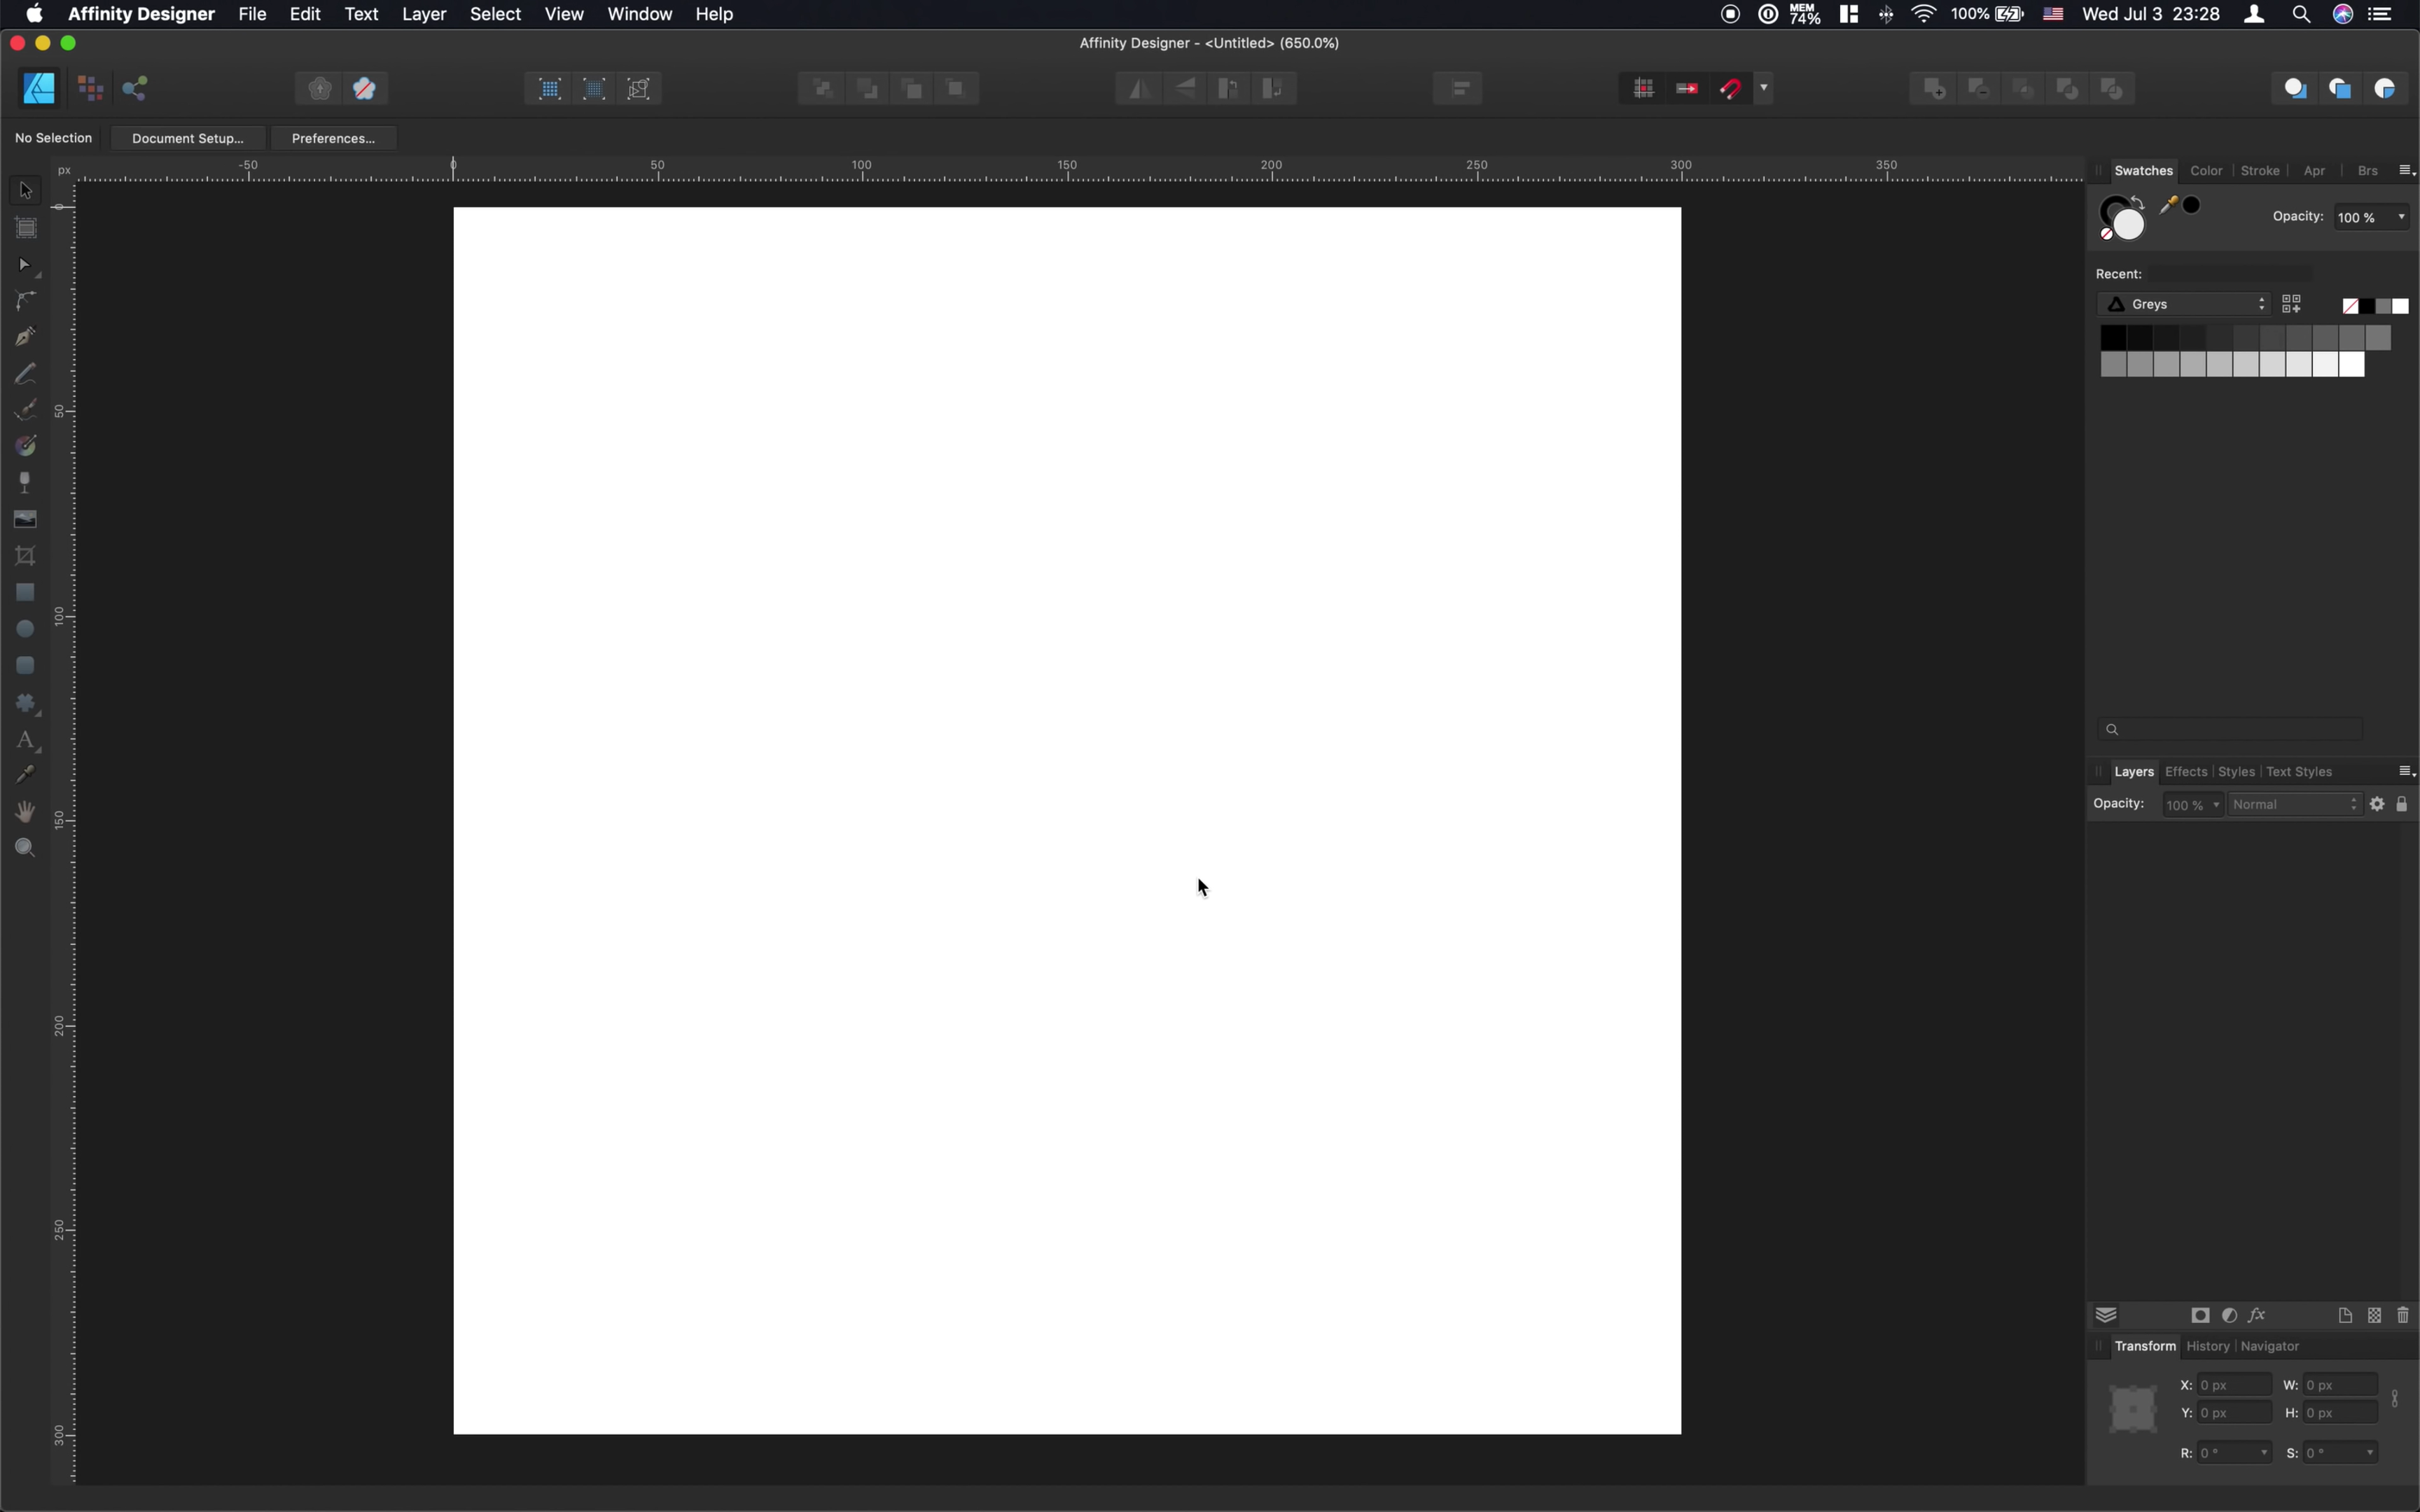 Affinity Designer File Edit Text Layer Select View Window Help MEM 74% 100% Wed Jul 3 23:28
Affinity Designer - <Untitled> (650.0%)
No Selection Document Setup... Preferences...
px -50 0 50 100 150 200 250 300 350
Swatches Color Stroke Apr Brs
Opacity: 100 %
Recent:
Greys
0
50
100
150
200
250
300
Layers Effects Styles Text Styles
Opacity: 100 % Normal
fx
Transform History Navigator
X: 0 px W: 0 px
Y: 0 px H: 0 px
R: 0 ° S: 0 °
A